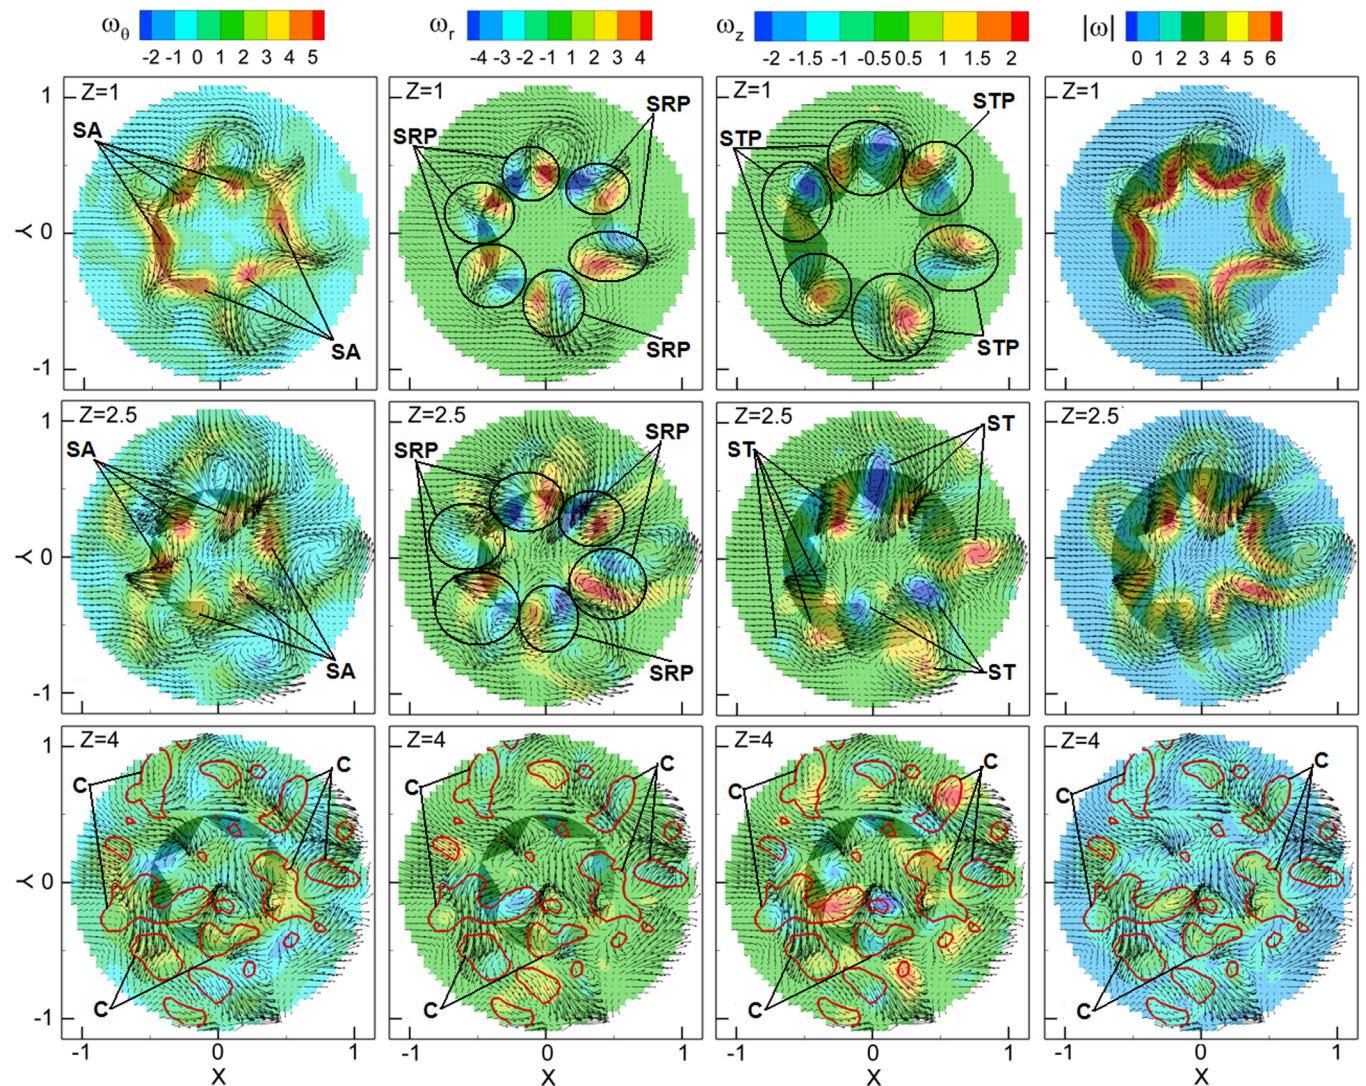 ωθ
-2 -1 0 1 2 3 4 5
ωr
-4 -3 -2 -1 1 2 3 4
ωz
-2 -1.5 -1 -0.5 0.5 1 1.5 2
|ω|
0 1 2 3 4 5 6
Z=1
SA
SA
Y
1
0
-1
Z=1
SRP
SRP
SRP
Z=1
STP
STP
STP
Z=1
Z=2.5
SA
SA
Y
1
0
-1
Z=2.5
SRP
SRP
SRP
Z=2.5
ST
ST
ST
Z=2.5
Z=4
C
C
C
Y
1
0
-1
-1 0 1
X
Z=4
C
C
C
-1 0 1
X
Z=4
C
C
C
-1 0 1
X
Z=4
C
C
C
-1 0 1
X